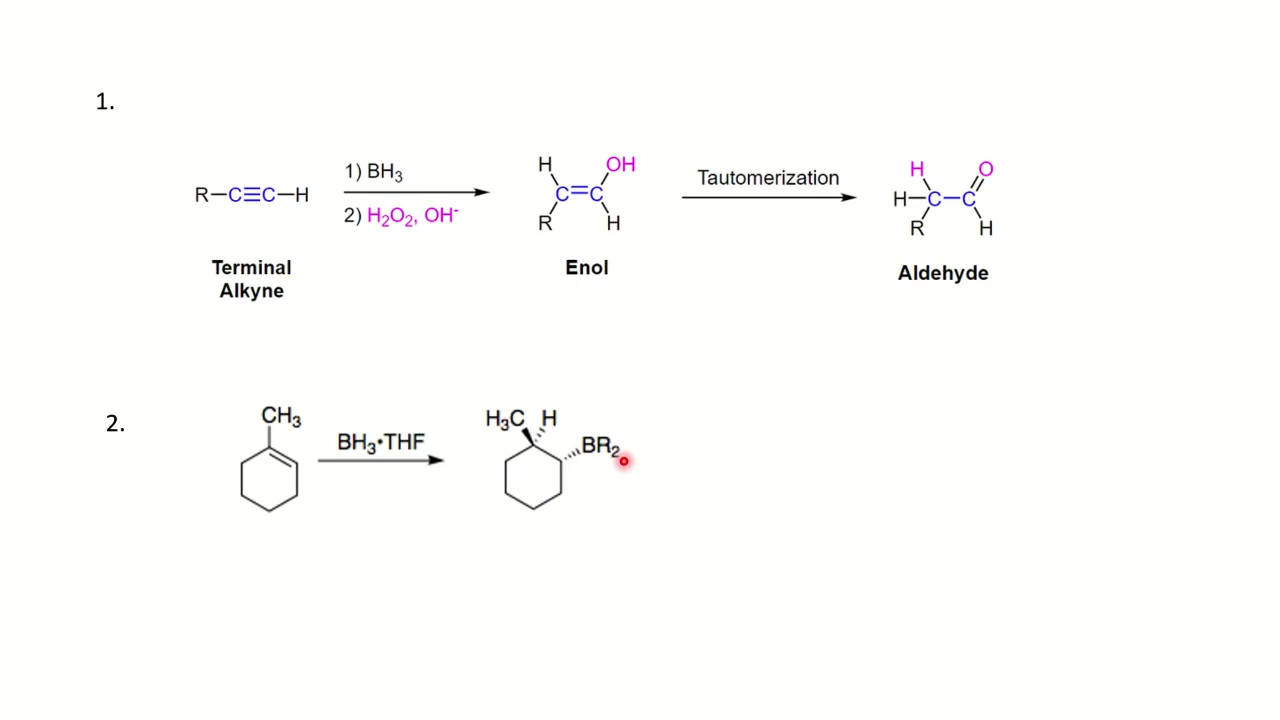 1.
R–C≡C–H
1) BH₃
2) H₂O₂, OH⁻
H OH
C=C
R H
Tautomerization
H O
H–C–C
R H
Terminal
Alkyne
Enol
Aldehyde
2.
CH₃
BH₃•THF
H₃C H
BR₂